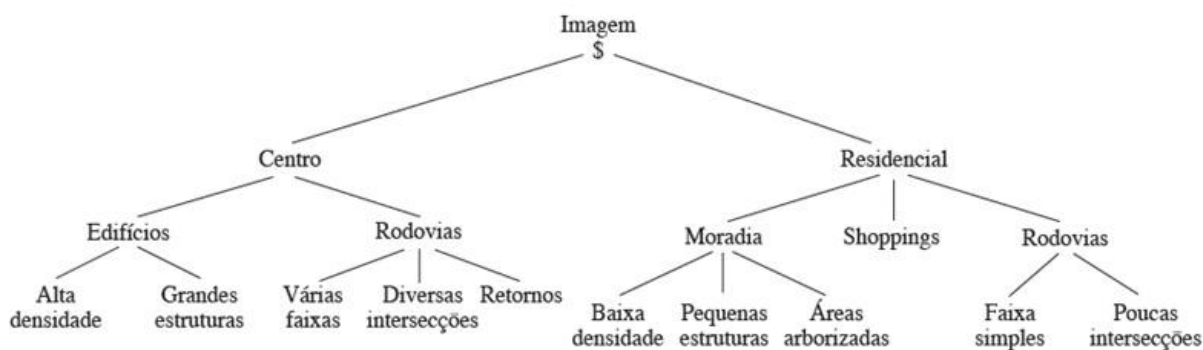 Imagem
$
Centro
Residencial
Edifícios
Rodovias
Moradia
Shoppings
Rodovias
Alta
densidade
Grandes
estruturas
Várias
faixas
Diversas
intersecções
Retornos
Baixa
densidade
Pequenas
estruturas
Áreas
arborizadas
Faixa
simples
Poucas
intersecções